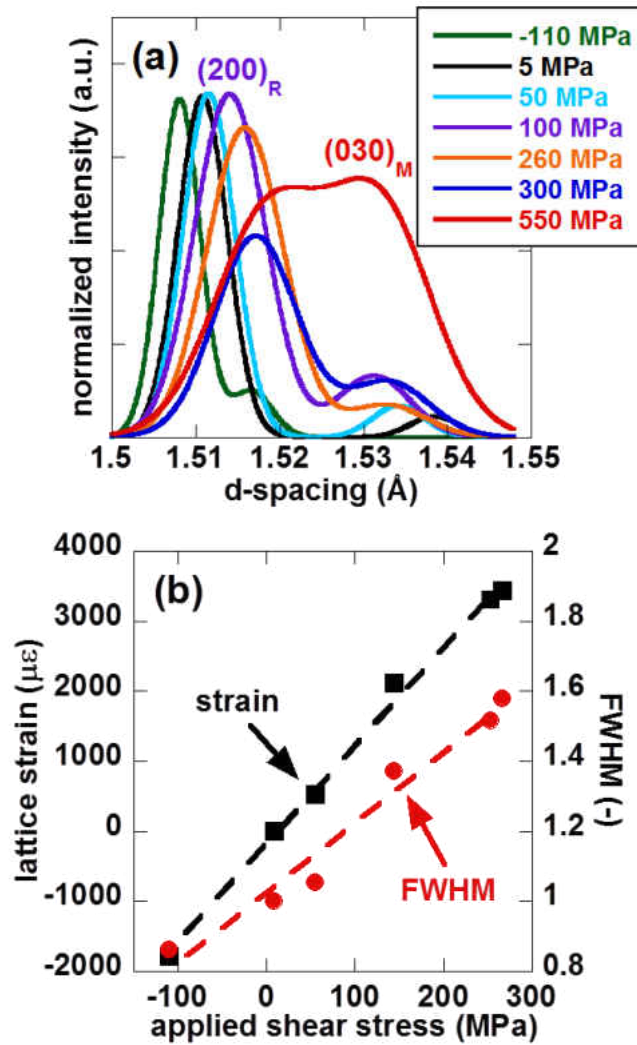 (a)
(200)R
(030)M
-110 MPa
5 MPa
50 MPa
100 MPa
260 MPa
300 MPa
550 MPa
normalized intensity (a.u.)
1.5 1.51 1.52 1.53 1.54 1.55
d-spacing (Å)
(b)
strain
FWHM
4000
3000
2000
1000
0
-1000
-2000
lattice strain (με)
2
1.8
1.6
1.4
1.2
1
0.8
FWHM (-)
-100 0 100 200 300
applied shear stress (MPa)